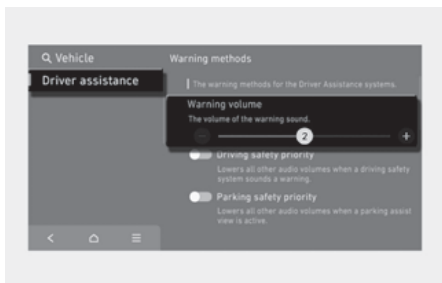 Vehicle
Warning methods
Driver assistance
The warning methods for the Driver Assistance systems.
Warning volume
The volume of the warning sound.
2
Driving safety priority
Lowers all other audio volumes when a driving safety
system sounds a warning.
Parking safety priority
Lowers all other audio volumes when a parking assist
view is active.